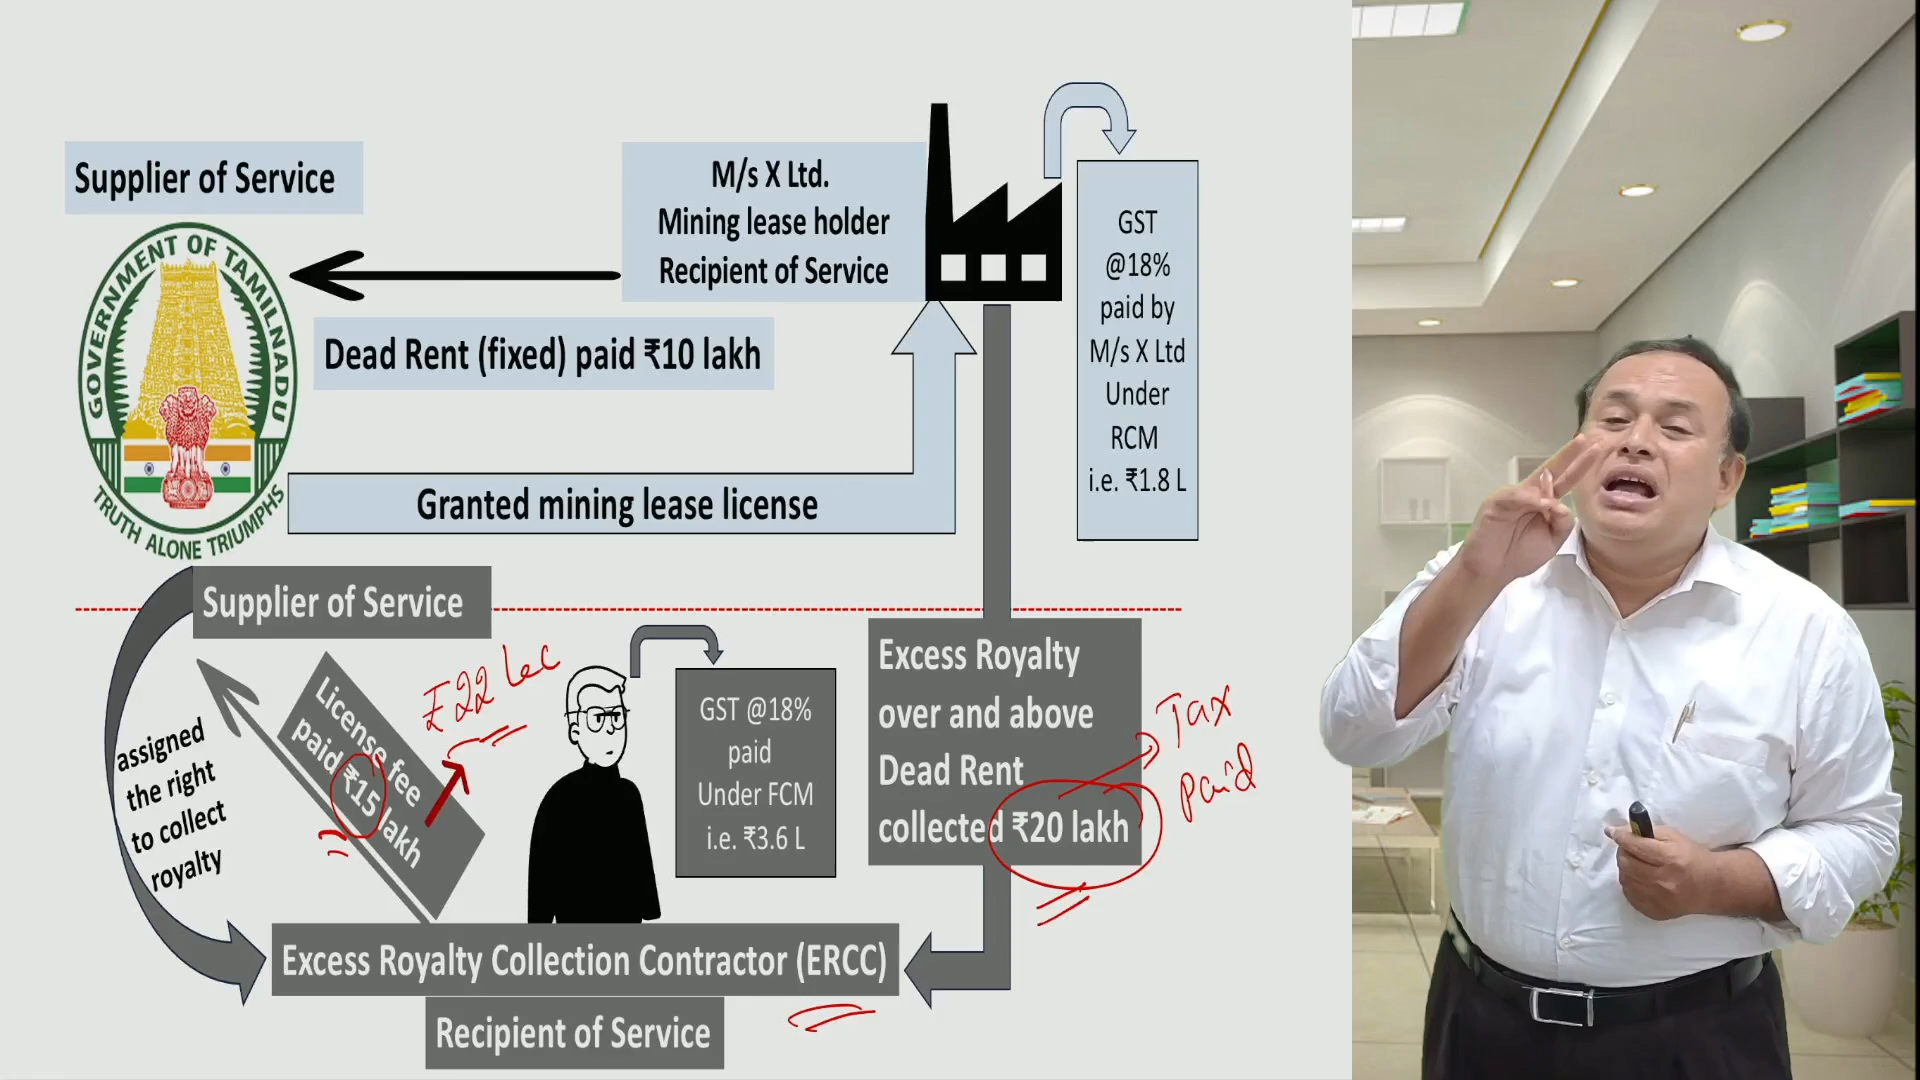 Supplier of Service
GOVERNMENT OF TAMILNADU
TRUTH ALONE TRIUMPHS
M/s X Ltd.
Mining lease holder
Recipient of Service
Dead Rent (fixed) paid ₹10 lakh
Granted mining lease license
GST
@18%
paid by
M/s X Ltd
Under
RCM
i.e. ₹1.8 L
Supplier of Service
assigned
the right
to collect
royalty
License fee
paid ₹15 lakh
₹22 Lac
GST @18%
paid
Under FCM
i.e. ₹3.6 L
Excess Royalty
over and above
Dead Rent
collected ₹20 lakh
Tax
paid
Excess Royalty Collection Contractor (ERCC)
Recipient of Service